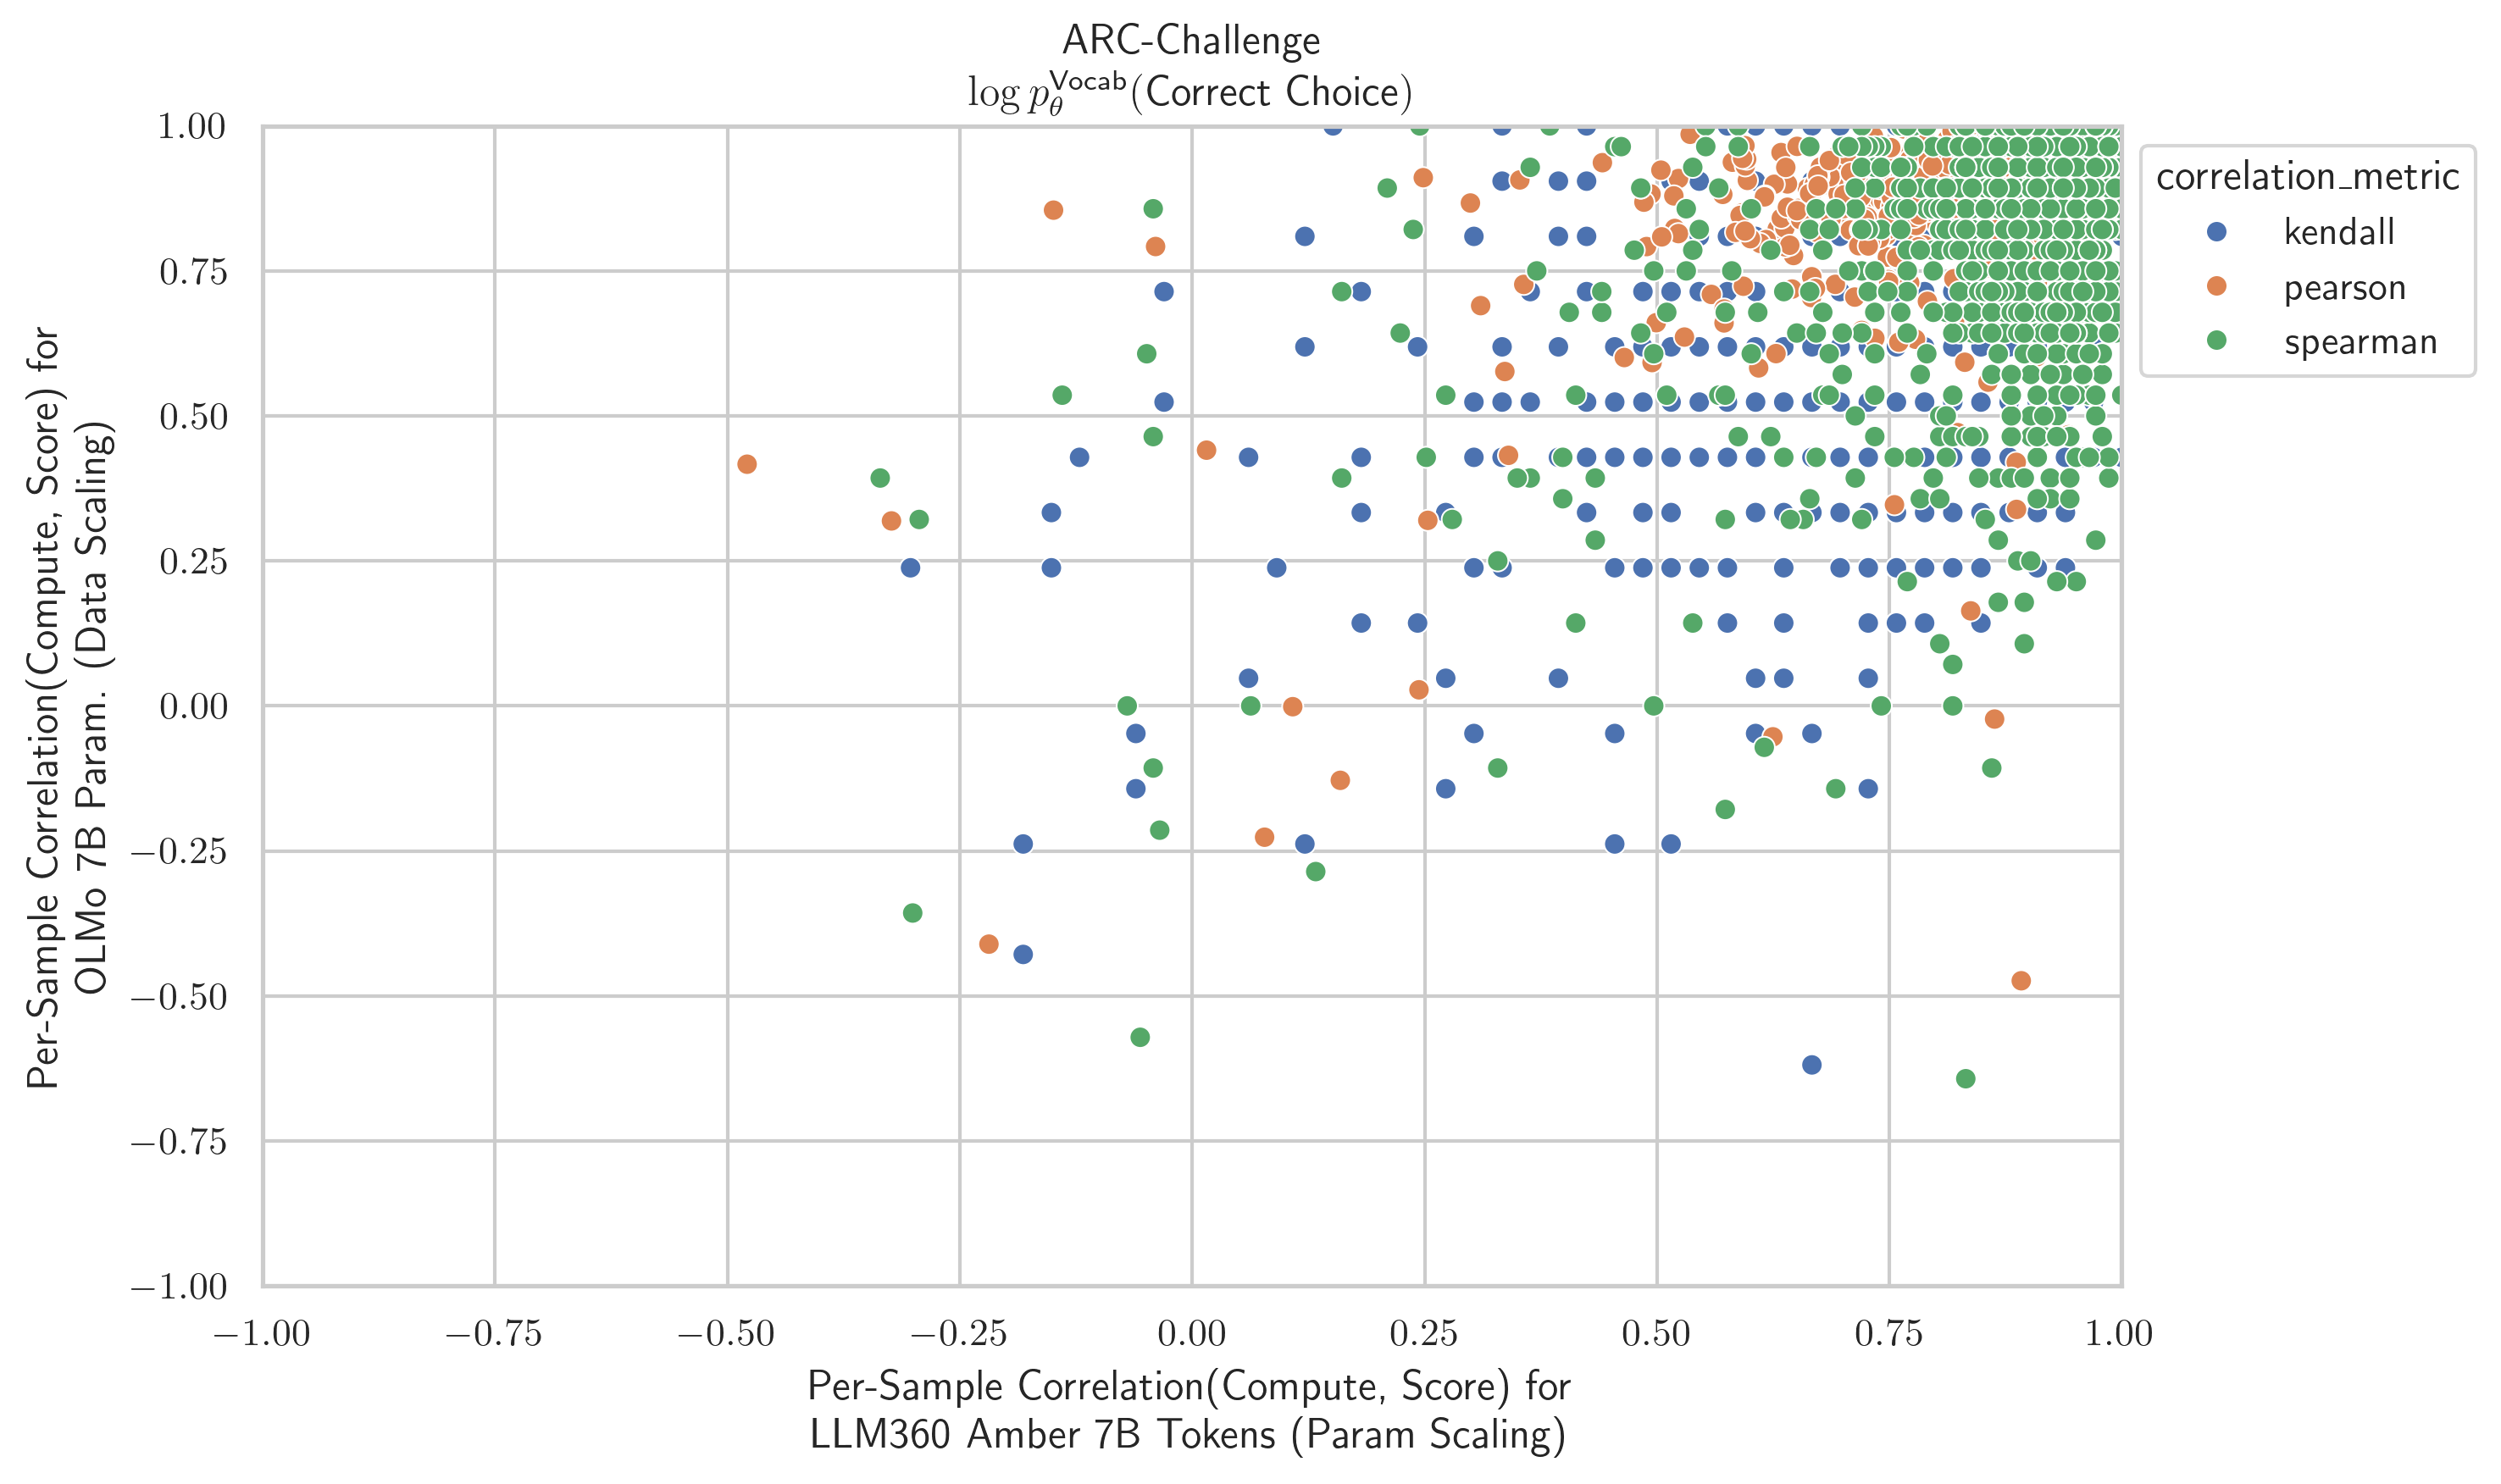 ARC-Challenge
log p_θ^Vocab(Correct Choice)
1.00
0.75
0.50
0.25
0.00
−0.25
−0.50
−0.75
−1.00
Per-Sample Correlation(Compute, Score) for
OLMo 7B Param. (Data Scaling)
correlation_metric
kendall
pearson
spearman
−1.00 −0.75 −0.50 −0.25 0.00 0.25 0.50 0.75 1.00
Per-Sample Correlation(Compute, Score) for
LLM360 Amber 7B Tokens (Param Scaling)